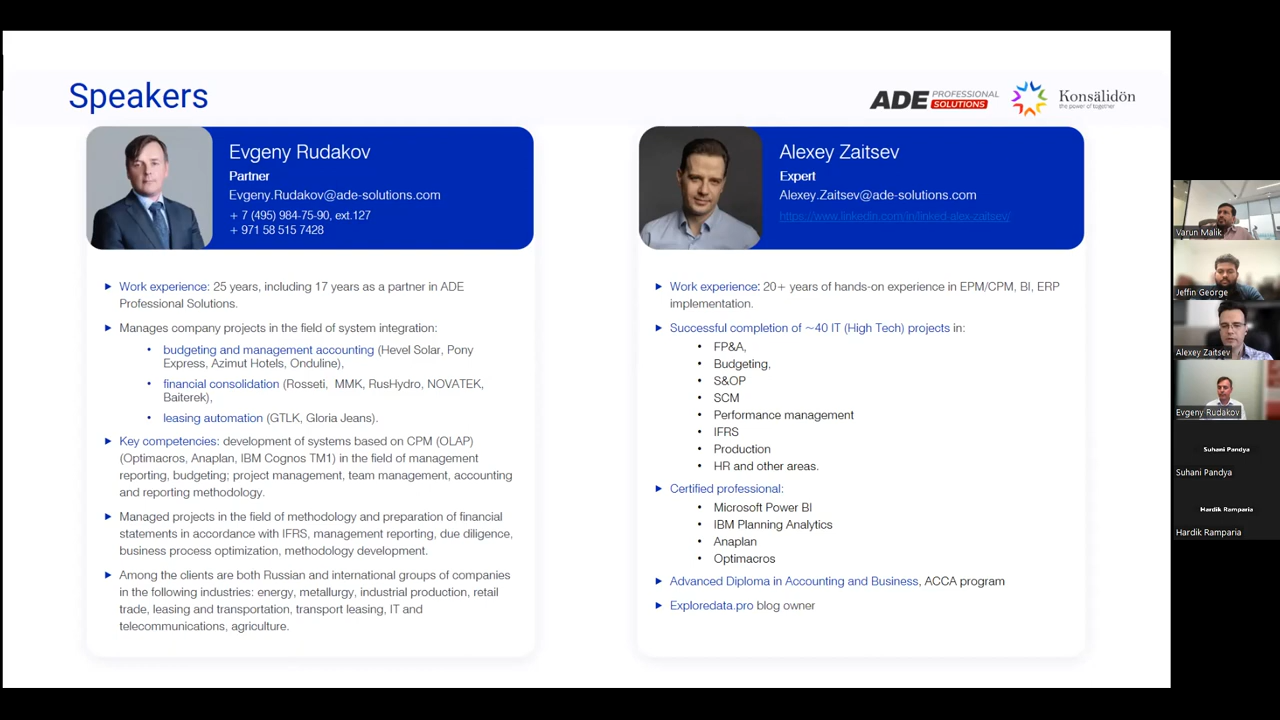 Speakers
ADE PROFESSIONAL SOLUTIONS
Konsälidön
the power of together
Evgeny Rudakov
Partner
Evgeny.Rudakov@ade-solutions.com
+ 7 (495) 984-75-90, ext.127
+ 971 58 515 7428
Work experience: 25 years, including 17 years as a partner in ADE
Professional Solutions.
Manages company projects in the field of system integration:
budgeting and management accounting (Hevel Solar, Pony
Express, Azimut Hotels, Onduline),
financial consolidation (Rosseti, MMK, RusHydro, NOVATEK,
Baiterek),
leasing automation (GTLK, Gloria Jeans).
Key competencies: development of systems based on CPM (OLAP)
(Optimacros, Anaplan, IBM Cognos TM1) in the field of management
reporting, budgeting; project management, team management, accounting
and reporting methodology.
Managed projects in the field of methodology and preparation of financial
statements in accordance with IFRS, management reporting, due diligence,
business process optimization, methodology development.
Among the clients are both Russian and international groups of companies
in the following industries: energy, metallurgy, industrial production, retail
trade, leasing and transportation, transport leasing, IT and
telecommunications, agriculture.
Alexey Zaitsev
Expert
Alexey.Zaitsev@ade-solutions.com
https://www.linkedin.com/in/linked-alex-zaitsev/
Work experience: 20+ years of hands-on experience in EPM/CPM, BI, ERP
implementation.
Successful completion of ~40 IT (High Tech) projects in:
FP&A,
Budgeting,
S&OP
SCM
Performance management
IFRS
Production
HR and other areas.
Certified professional:
Microsoft Power BI
IBM Planning Analytics
Anaplan
Optimacros
Advanced Diploma in Accounting and Business, ACCA program
Exploredata.pro blog owner
Varun Malik
Jeffin George
Alexey Zaitsev
Evgeny Rudakov
Suhani Pandya
Suhani Pandya
Hardik Ramparia
Hardik Ramparia